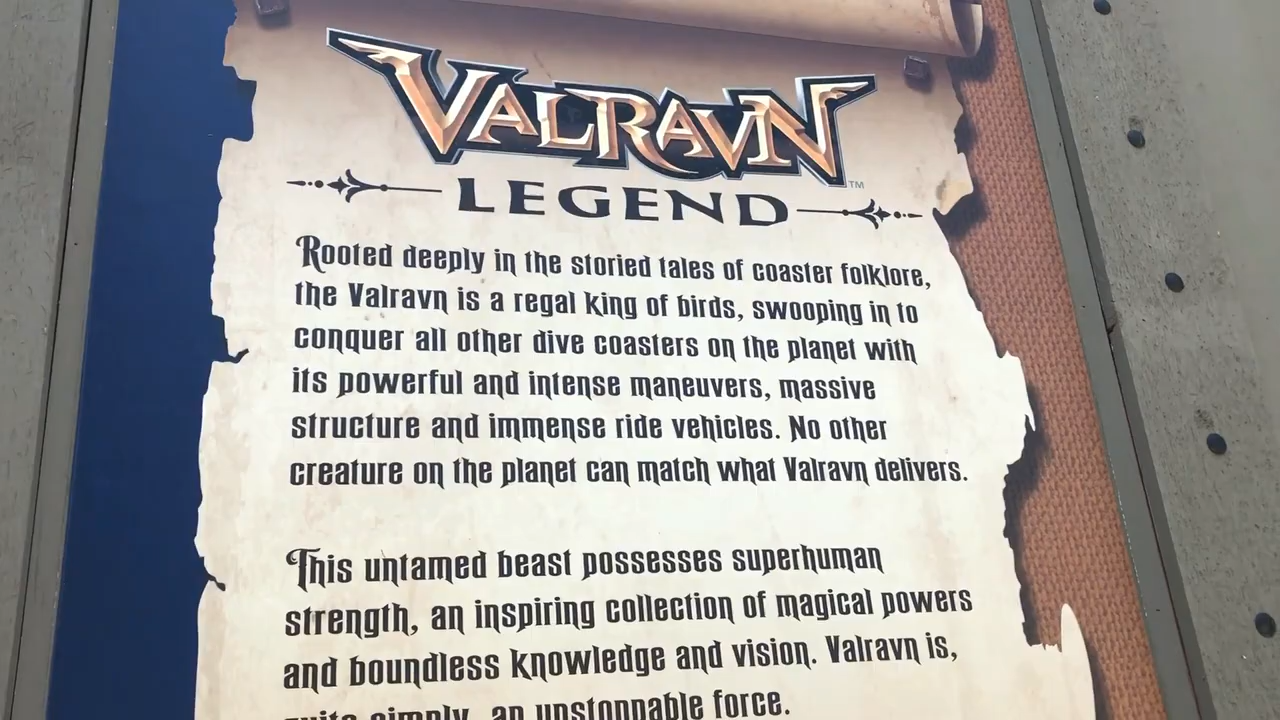 VALRAVN™
LEGEND
Rooted deeply in the storied tales of coaster folklore,
the Valravn is a regal king of birds, swooping in to
conquer all other dive coasters on the planet with
its powerful and intense maneuvers, massive
structure and immense ride vehicles. No other
creature on the planet can match what Valravn delivers.
This untamed beast possesses superhuman
strength, an inspiring collection of magical powers
and boundless knowledge and vision. Valravn is,
quite simply, an unstoppable force.